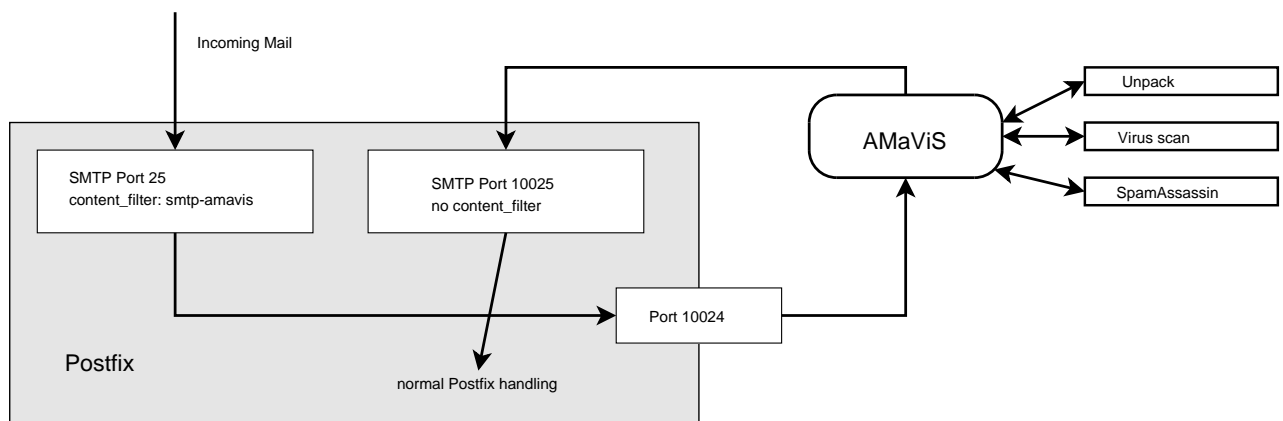 Incoming Mail
Unpack
AMaViS
Virus scan
SMTP Port 25
content_filter: smtp-amavis
SMTP Port 10025
no content_filter
SpamAssassin
Port 10024
Postfix
normal Postfix handling